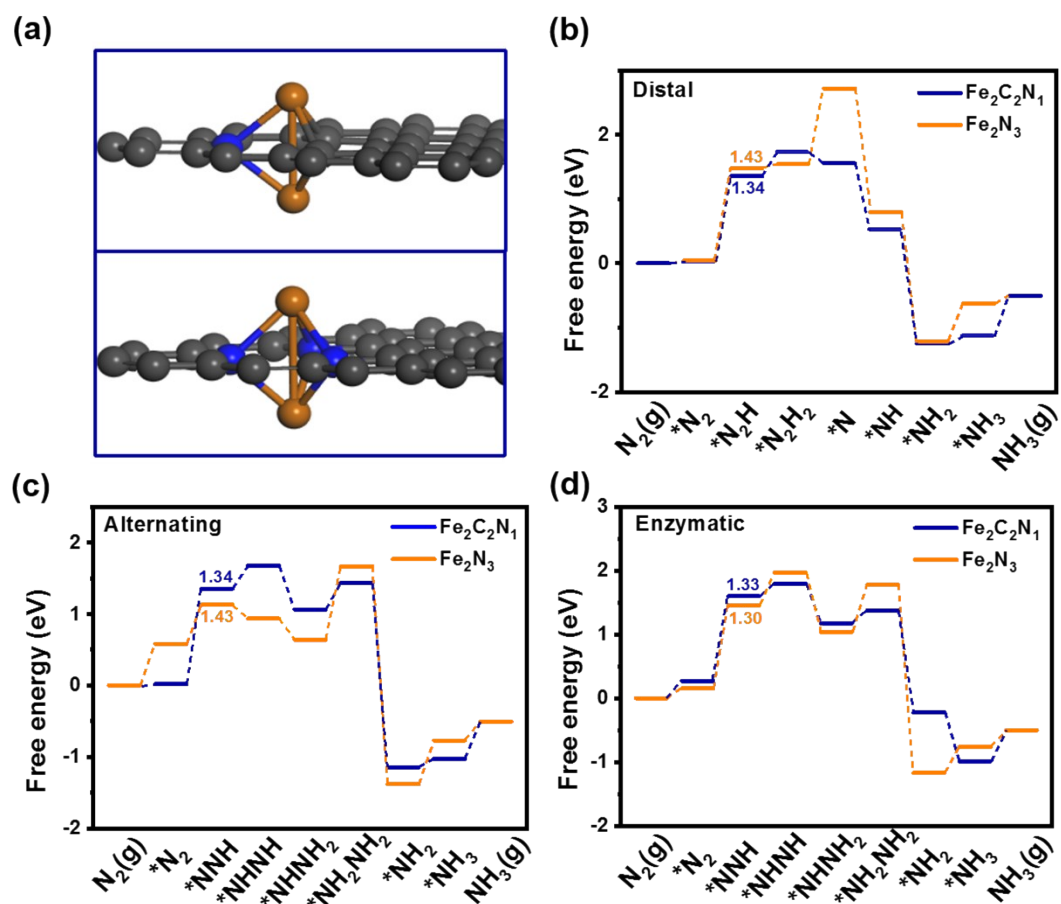 (a)
(b)
Distal
Fe₂C₂N₁
Fe₂N₃
1.43
1.34
Free energy (eV)
2
0
-2
N₂(g)
*N₂
*N₂H
*N₂H₂
*N
*NH
*NH₂
*NH₃
NH₃(g)
(c)
Alternating
Fe₂C₂N₁
Fe₂N₃
1.34
1.43
Free energy (eV)
2
1
0
-1
-2
N₂(g)
*N₂
*NNH
*NHNH
*NHNH₂
*NH₂NH₂
*NH₂
*NH₃
NH₃(g)
(d)
Enzymatic
Fe₂C₂N₁
Fe₂N₃
1.33
1.30
Free energy (eV)
3
2
1
0
-1
-2
N₂(g)
*N₂
*NNH
*NHNH
*NHNH₂
*NH₂NH₂
*NH₂
*NH₃
NH₃(g)